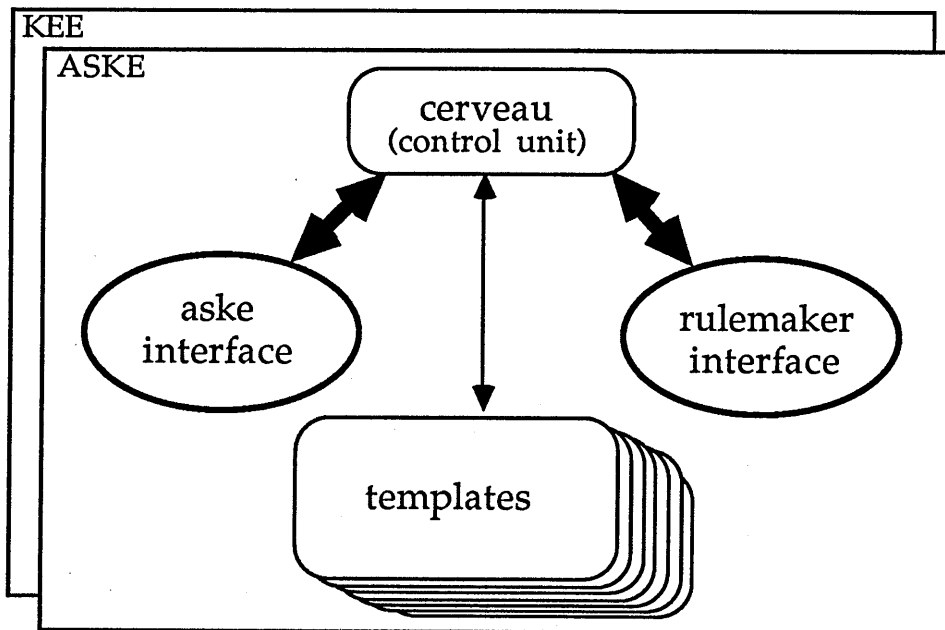 KEE
ASKE
cerveau
(control unit)
aske
interface
rulemaker
interface
templates